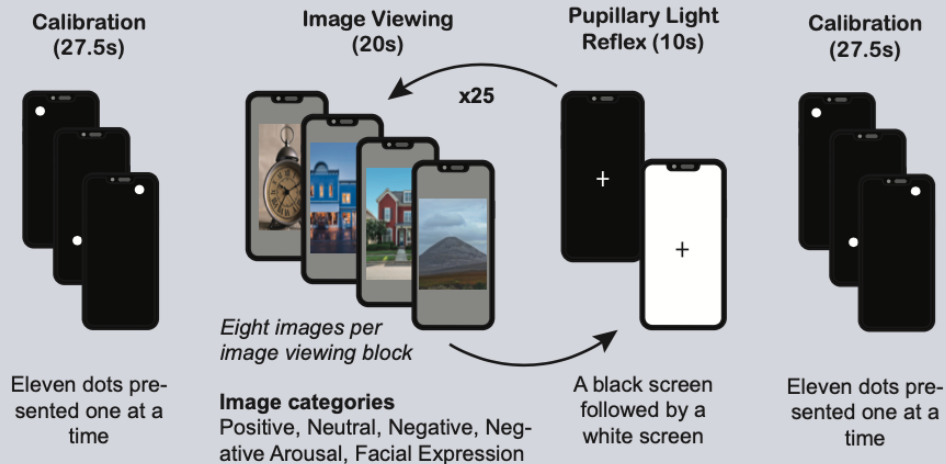 Calibration
(27.5s)
Image Viewing
(20s)
Pupillary Light
Reflex (10s)
Calibration
(27.5s)
x25
Eight images per
image viewing block
Eleven dots pre-
sented one at a
time
Image categories
Positive, Neutral, Negative, Neg-
ative Arousal, Facial Expression
A black screen
followed by a
white screen
Eleven dots pre-
sented one at a
time